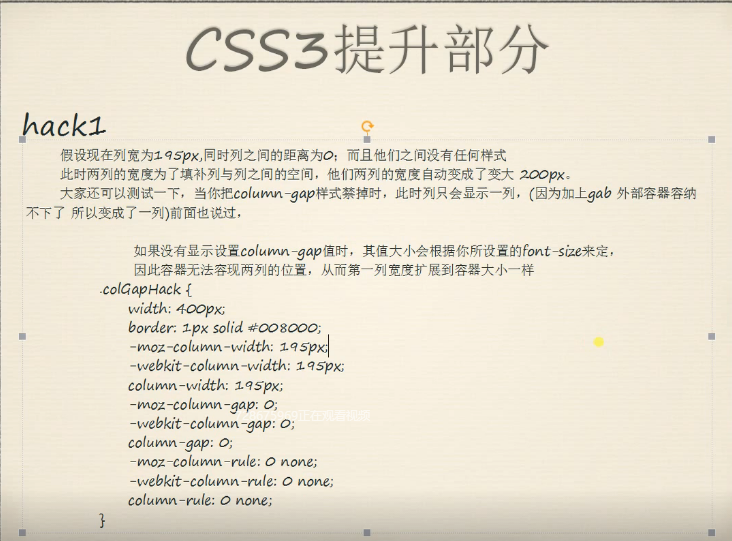 CSS3提升部分
hack1
假设现在列宽为195px,同时列之间的距离为0；而且他们之间没有任何样式
此时两列的宽度为了填补列与列之间的空间，他们两列的宽度自动变成了变大 200px。
大家还可以测试一下，当你把column-gap样式禁掉时，此时列只会显示一列，(因为加上gab 外部容器容纳
不下了 所以变成了一列)前面也说过，
如果没有显示设置column-gap值时，其值大小会根据你所设置的font-size来定，
因此容器无法容现两列的位置，从而第一列宽度扩展到容器大小一样
.colGapHack {
width: 400px;
border: 1px solid #008000;
-moz-column-width: 195px;
-webkit-column-width: 195px;
column-width: 195px;
-moz-column-gap: 0;
-webkit-column-gap: 0;
column-gap: 0;
-moz-column-rule: 0 none;
-webkit-column-rule: 0 none;
column-rule: 0 none;
}